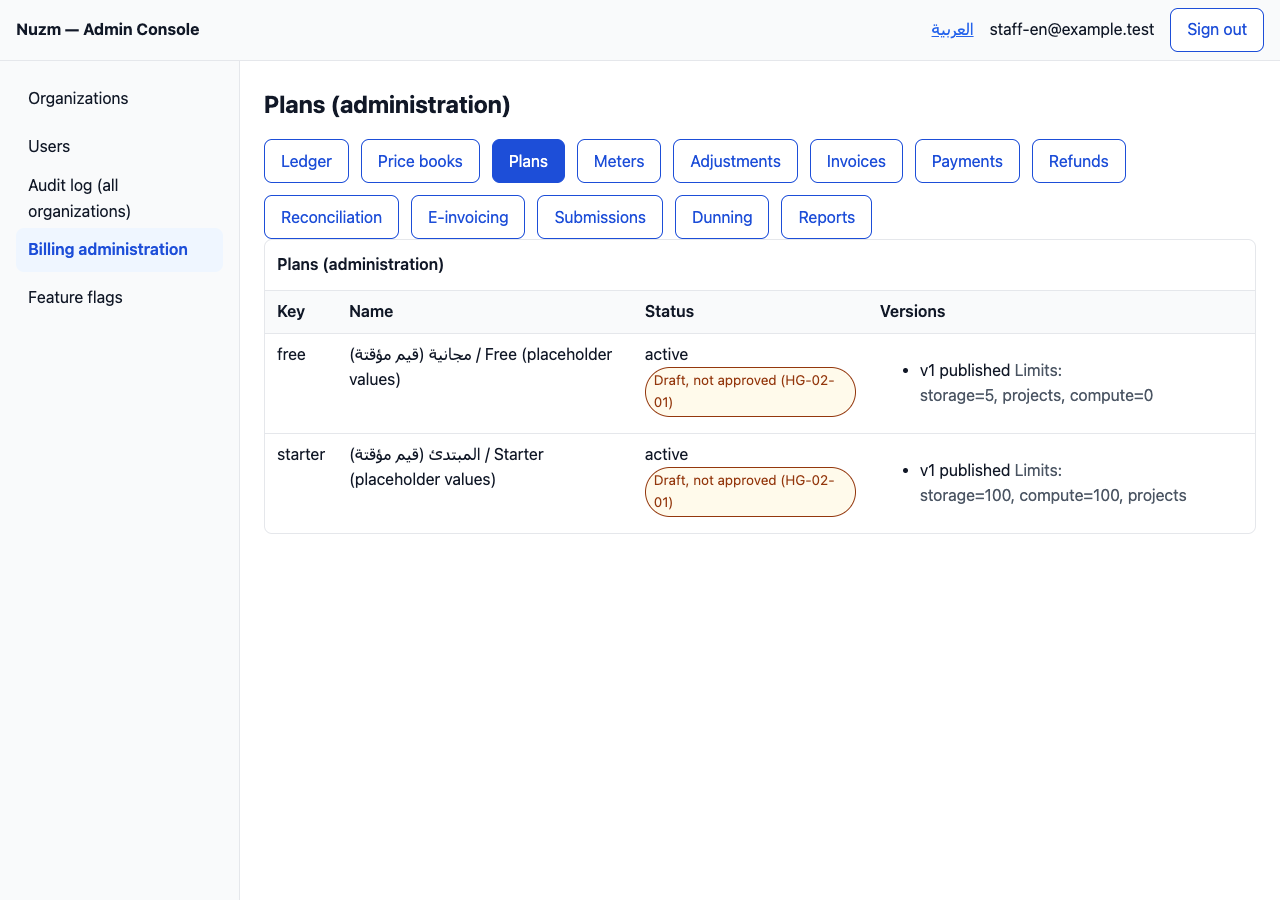 Nuzm — Admin Console
العربية
staff-en@example.test
Sign out
Organizations
Users
Audit log (all
organizations)
Billing administration
Feature flags
Plans (administration)
Ledger
Price books
Plans
Meters
Adjustments
Invoices
Payments
Refunds
Reconciliation
E-invoicing
Submissions
Dunning
Reports
Plans (administration)
Key
Name
Status
Versions
free
مجانية (قيم مؤقتة) / Free (placeholder
values)
active
Draft, not approved (HG-02-
01)
v1 published Limits:
storage=5, projects, compute=0
starter
المبتدئ (قيم مؤقتة) / Starter
(placeholder values)
active
Draft, not approved (HG-02-
01)
v1 published Limits:
storage=100, compute=100, projects